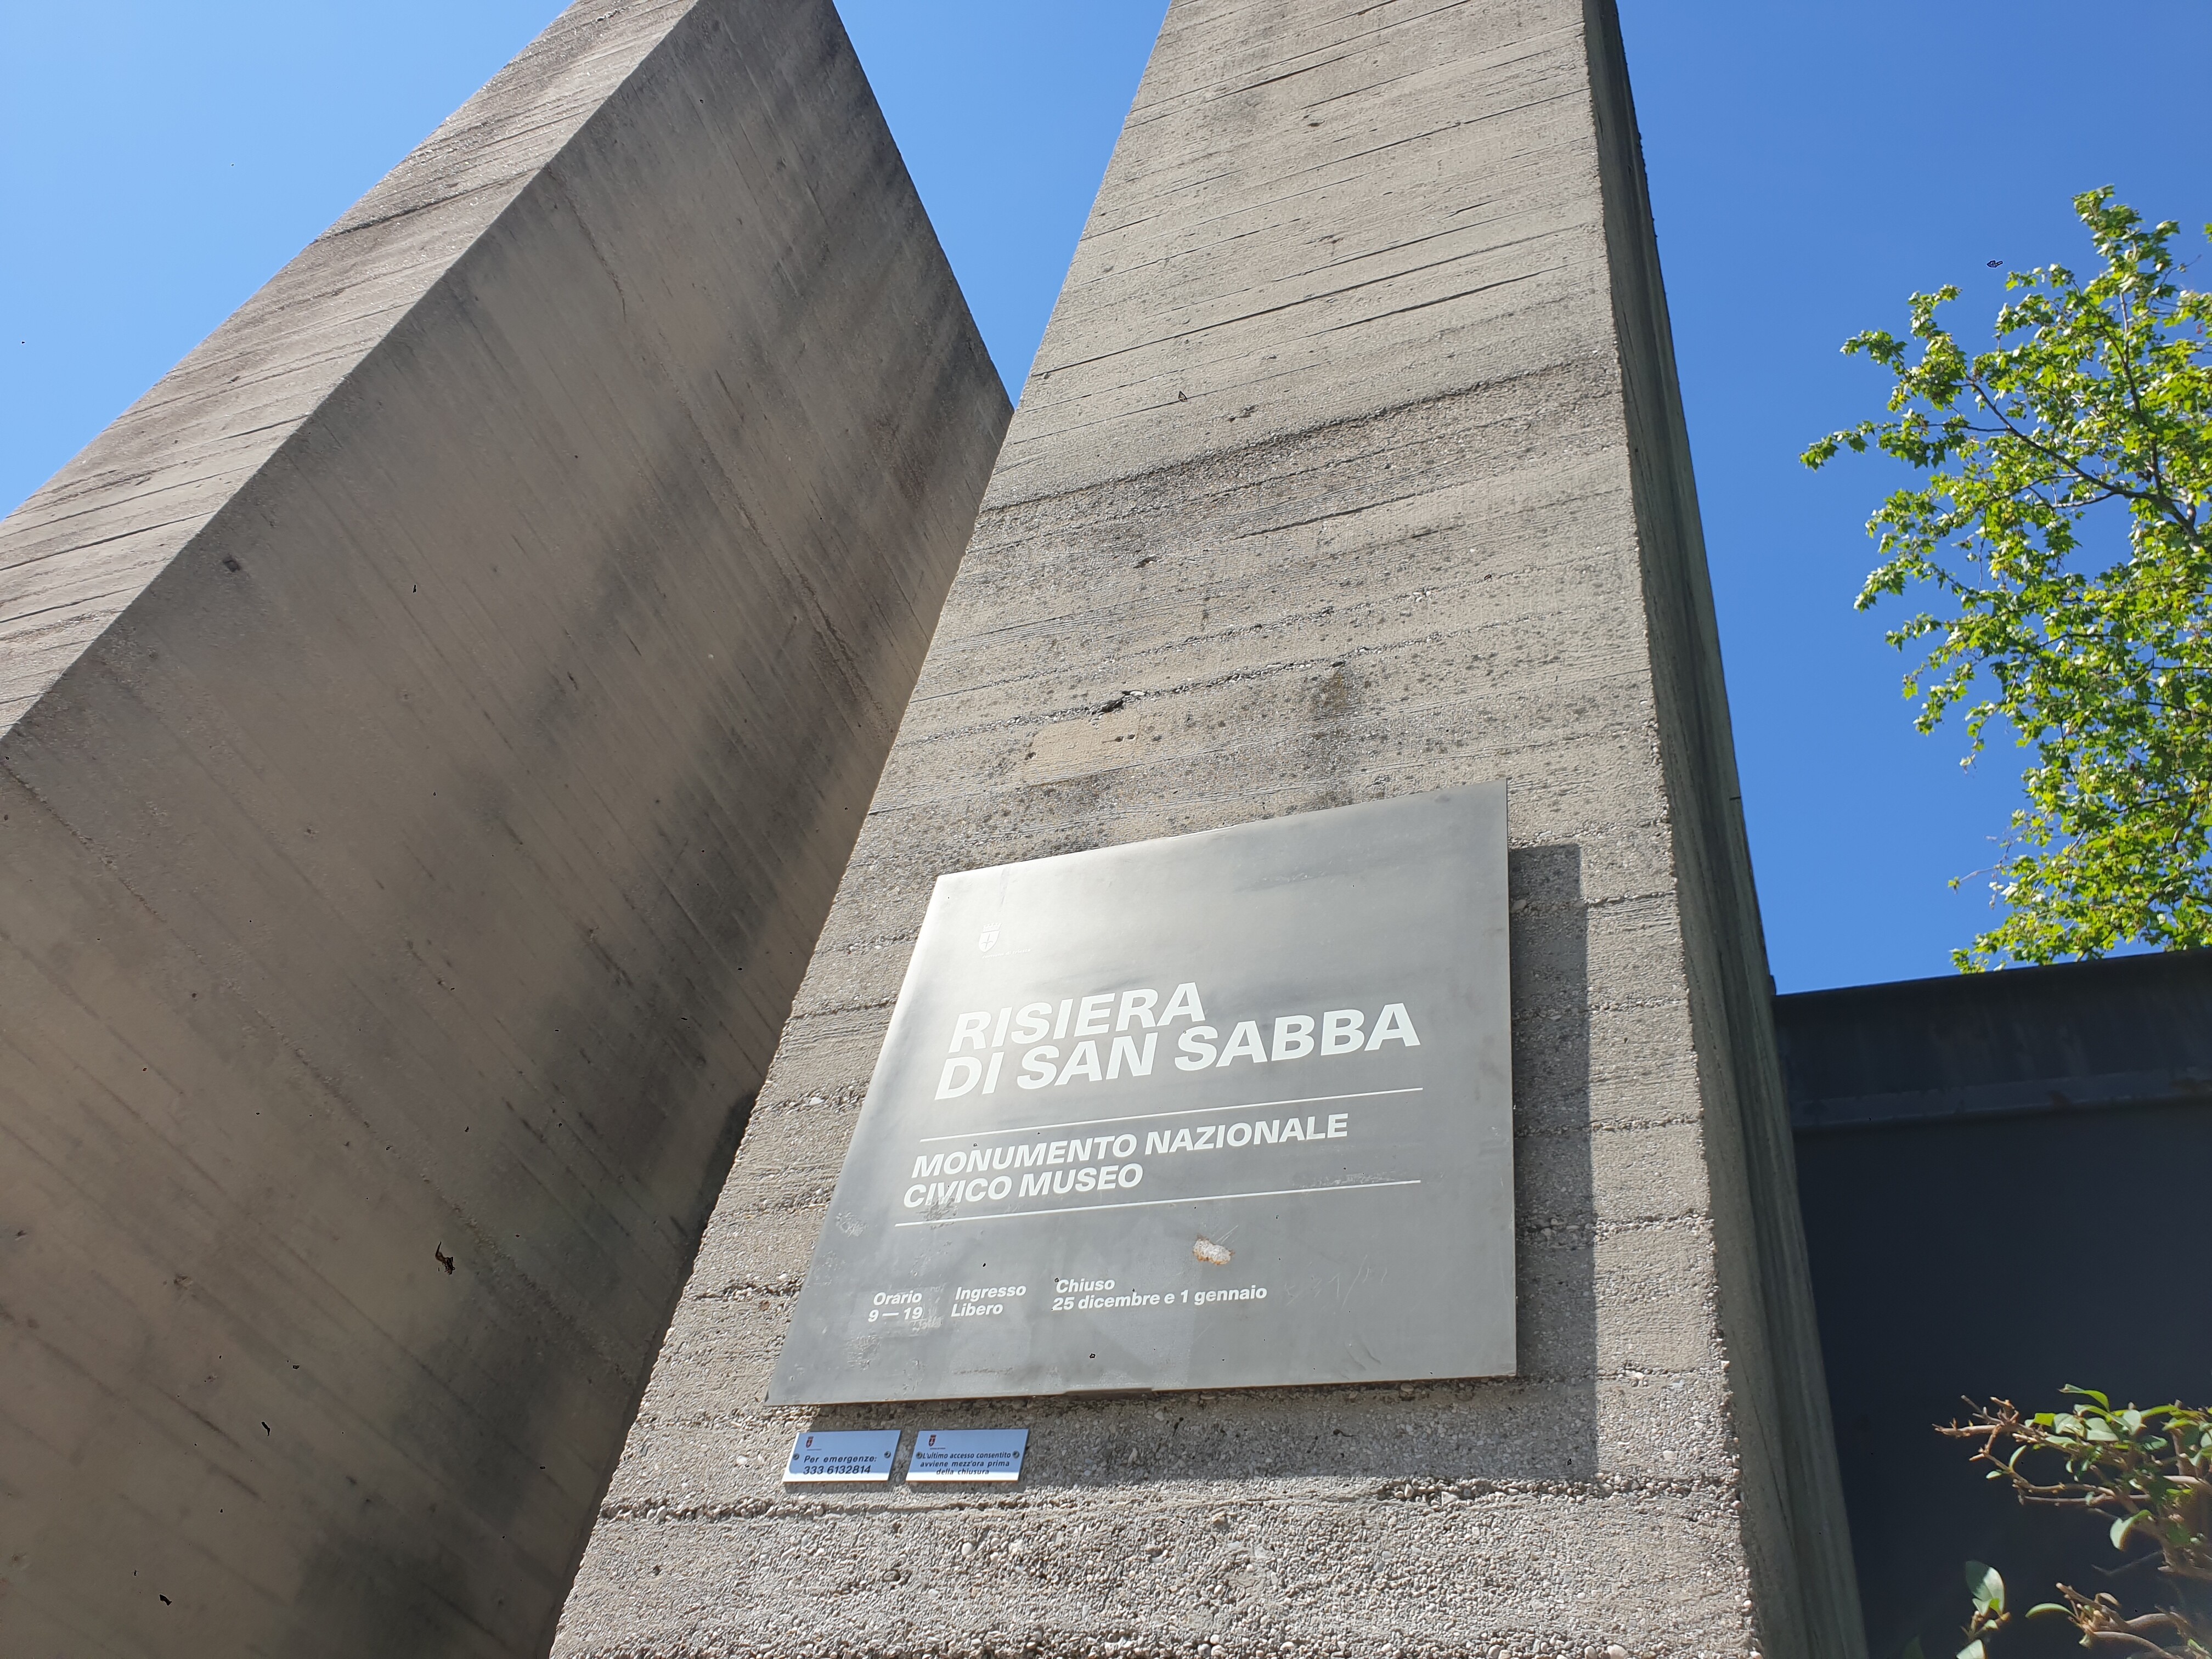 RISIERA
DI SAN SABBA
MONUMENTO NAZIONALE
CIVICO MUSEO
Orario
9 — 19
Ingresso
Libero
Chiuso
25 dicembre e 1 gennaio
Per emergenze:
333 6132814
L'ultimo accesso consentito
avviene mezz'ora prima
della chiusura